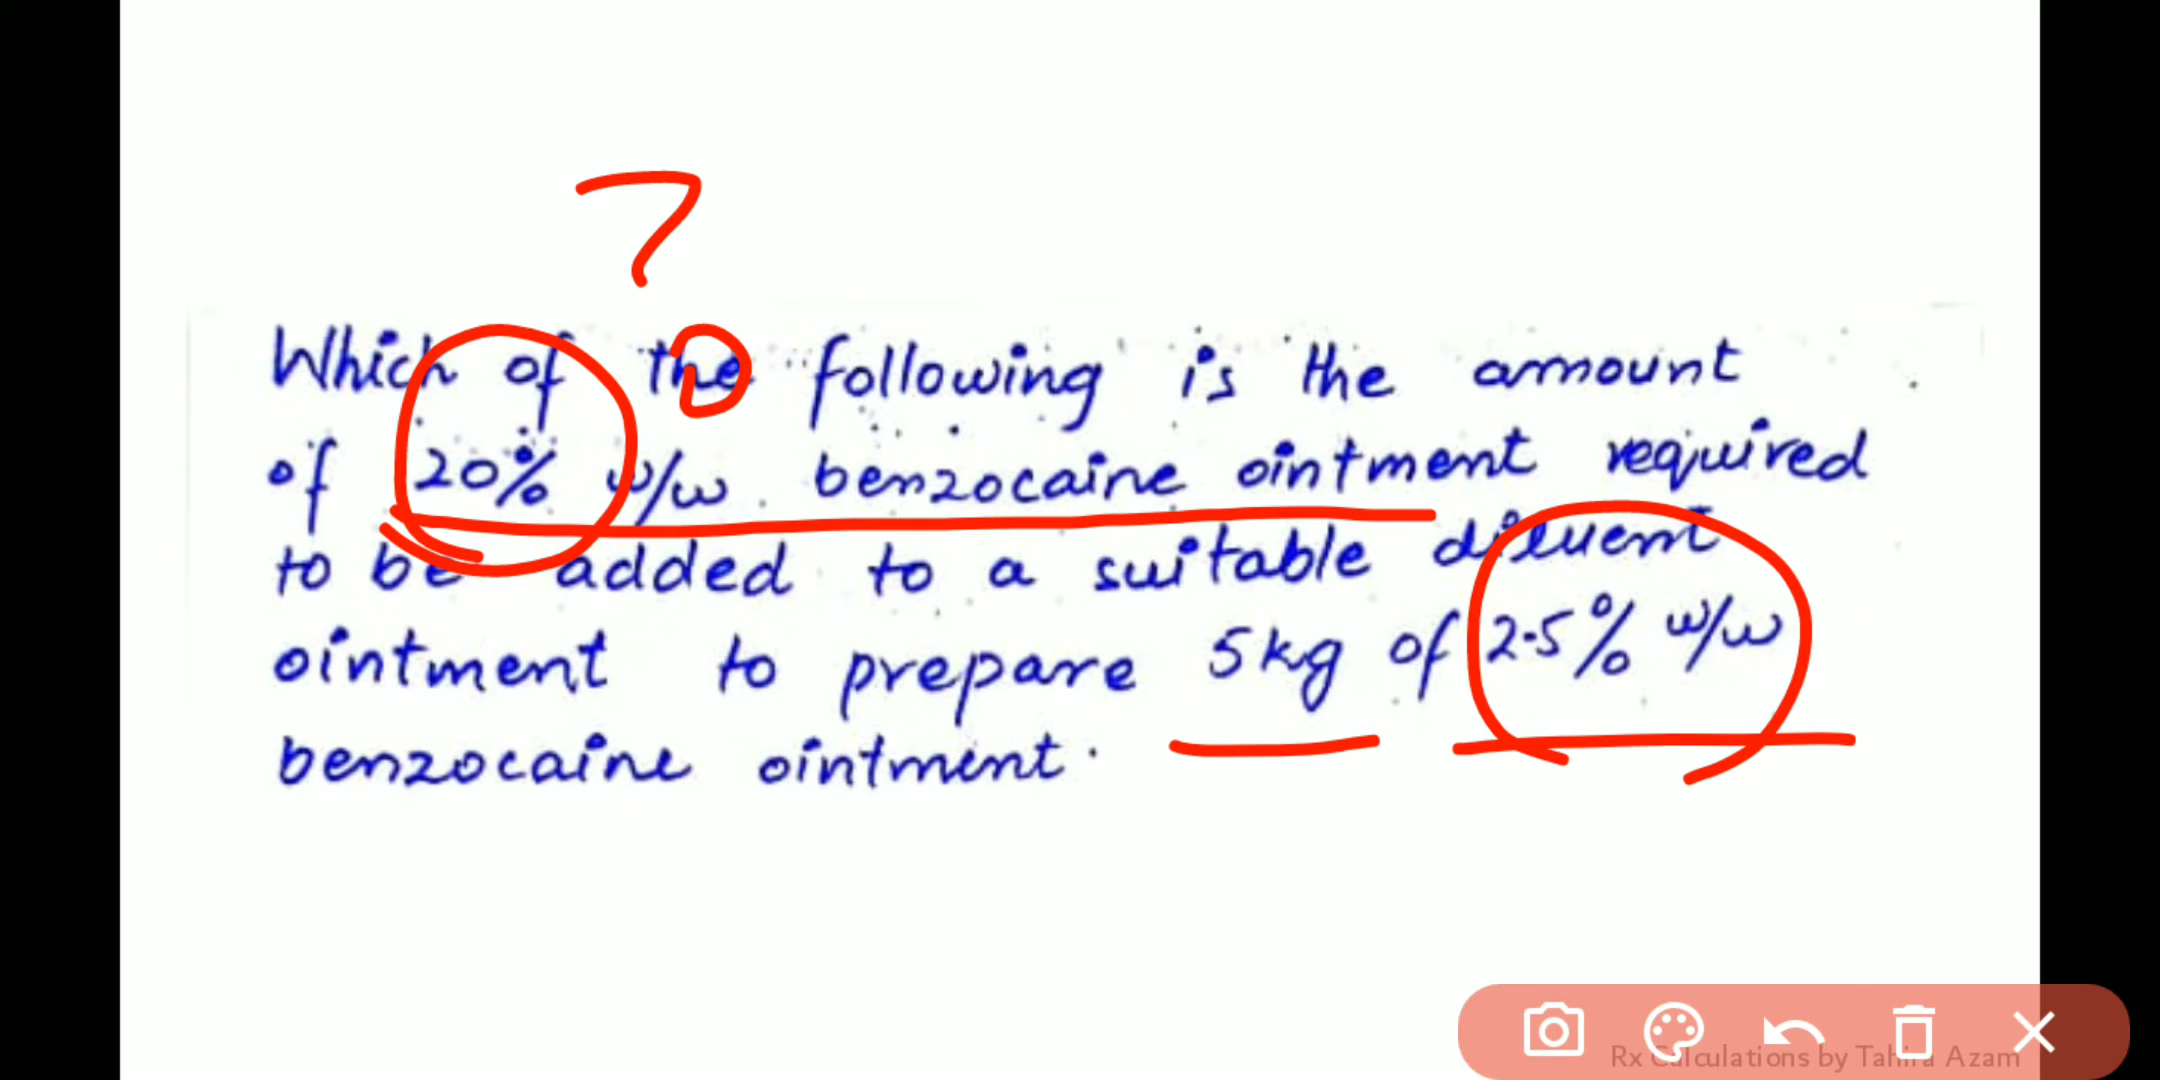 ?
Which of the following is the amount
of 20% w/w benzocaine ointment required
to be added to a suitable diluent
ointment to prepare 5kg of 2.5% w/w
benzocaine ointment.
Rx Calculations by Tahira Azam